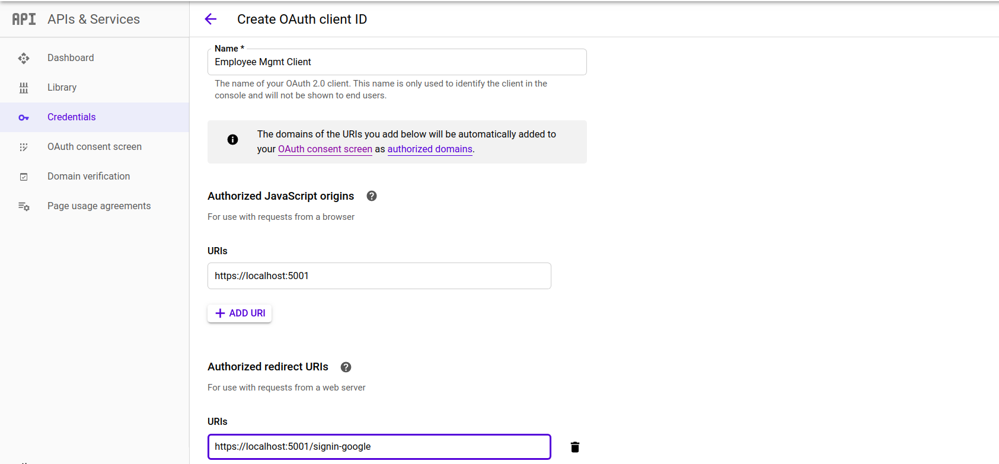 API APIs & Services
Create OAuth client ID
Dashboard
Library
Credentials
OAuth consent screen
Domain verification
Page usage agreements
Name *
Employee Mgmt Client
The name of your OAuth 2.0 client. This name is only used to identify the client in the
console and will not be shown to end users.
The domains of the URIs you add below will be automatically added to
your OAuth consent screen as authorized domains.
Authorized JavaScript origins
For use with requests from a browser
URIs
https://localhost:5001
ADD URI
Authorized redirect URIs
For use with requests from a web server
URIs
https://localhost:5001/signin-google